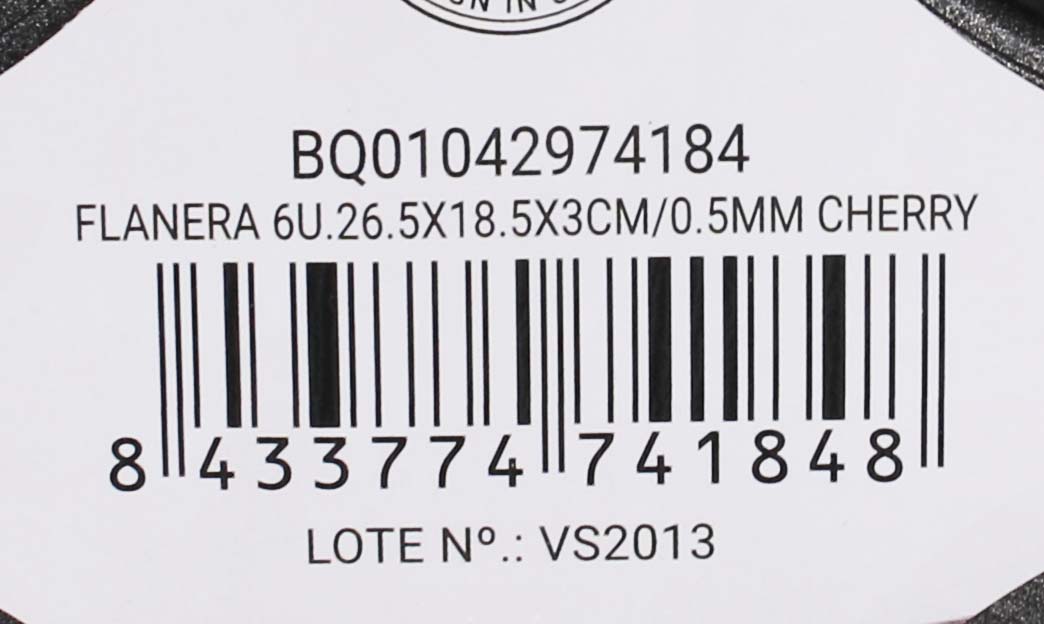 BQ01042974184
FLANERA 6U.26.5X18.5X3CM/0.5MM CHERRY
8 433774 741848
LOTE Nº.: VS2013